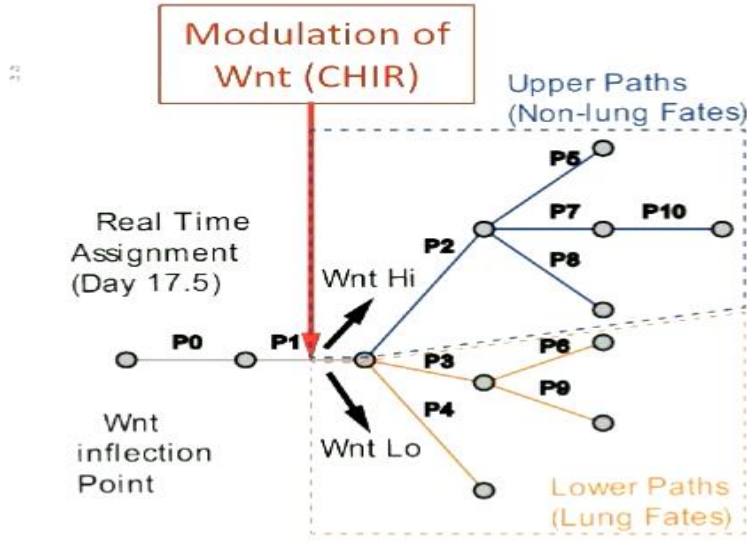 Modulation of
Wnt (CHIR)
Upper Paths
(Non-lung Fates)
P5
Real Time
Assignment
(Day 17.5)
P7
P10
P2
P8
Wnt Hi
P0
P1
P3
P6
P4
P9
Wnt
inflection
Point
Wnt Lo
Lower Paths
(Lung Fates)